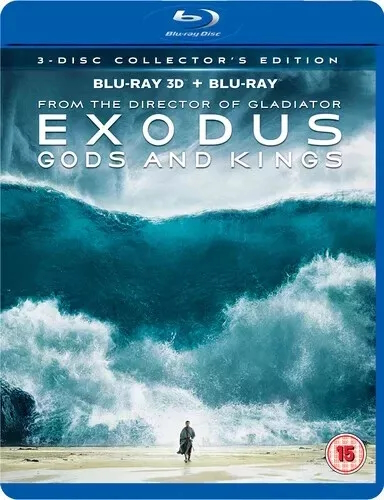 Blu-ray Disc
3-DISC COLLECTOR'S EDITION
BLU-RAY 3D + BLU-RAY™
FROM THE DIRECTOR OF GLADIATOR
EXODUS
GODS AND KINGS
15